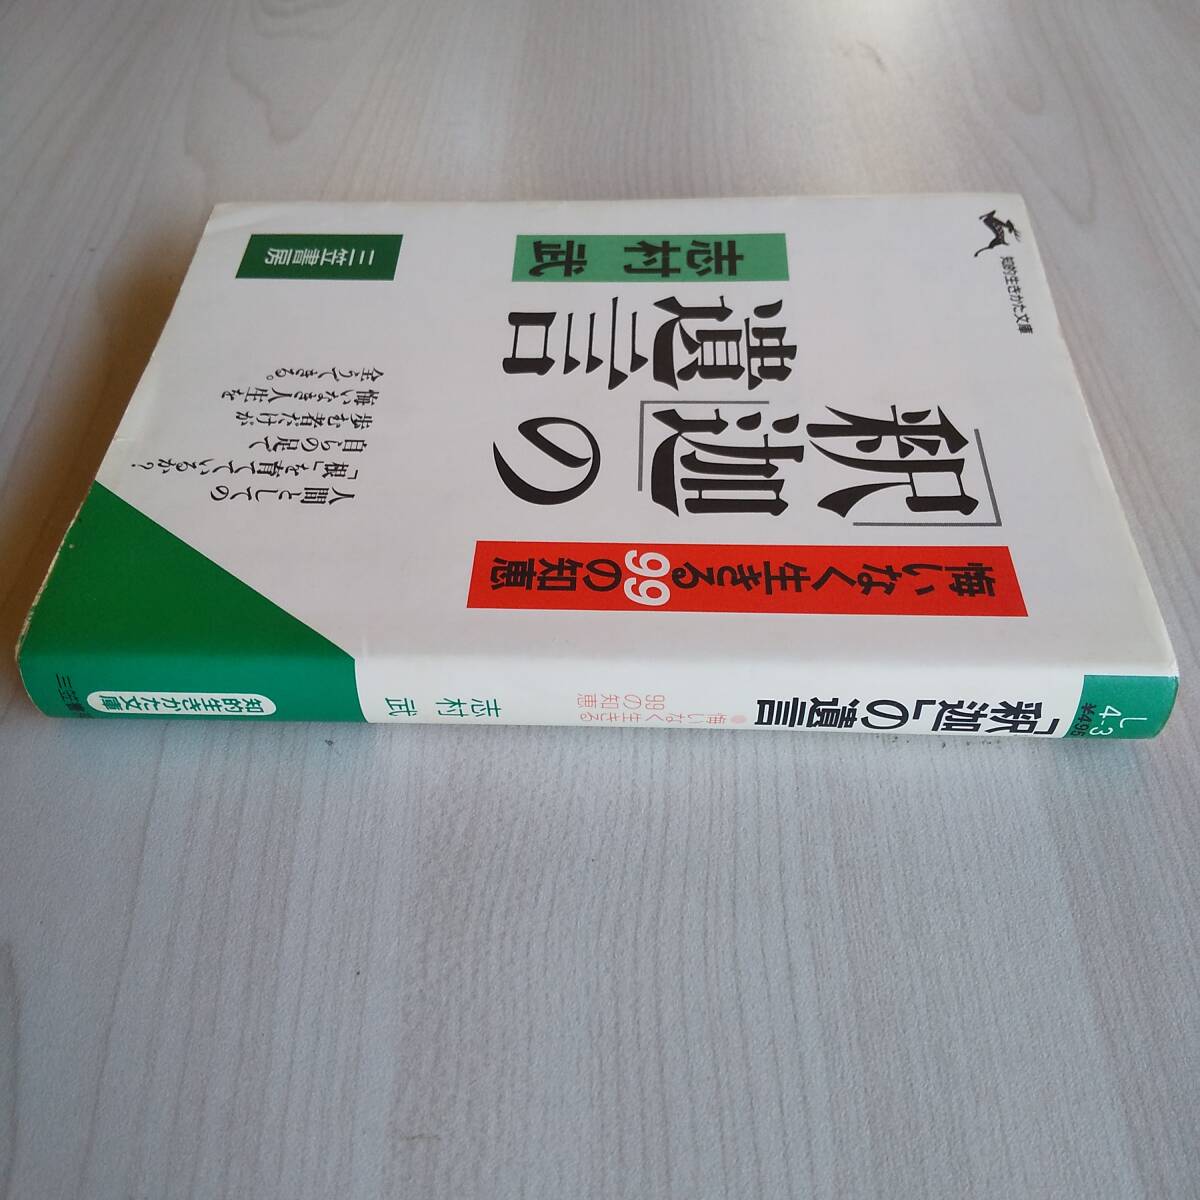 知的生きかた文庫
悔いなく生きる99の知恵
「釈迦」の
遺言
志村 武
人間としての
「根」を育てているか?
自らの足で
歩む者だけが
悔いなき人生を
全うできる。
三笠書房
し
4-3
「釈迦」の遺言
●悔いなく生きる
99の知恵
志村 武
知的生きかた文庫
三笠書